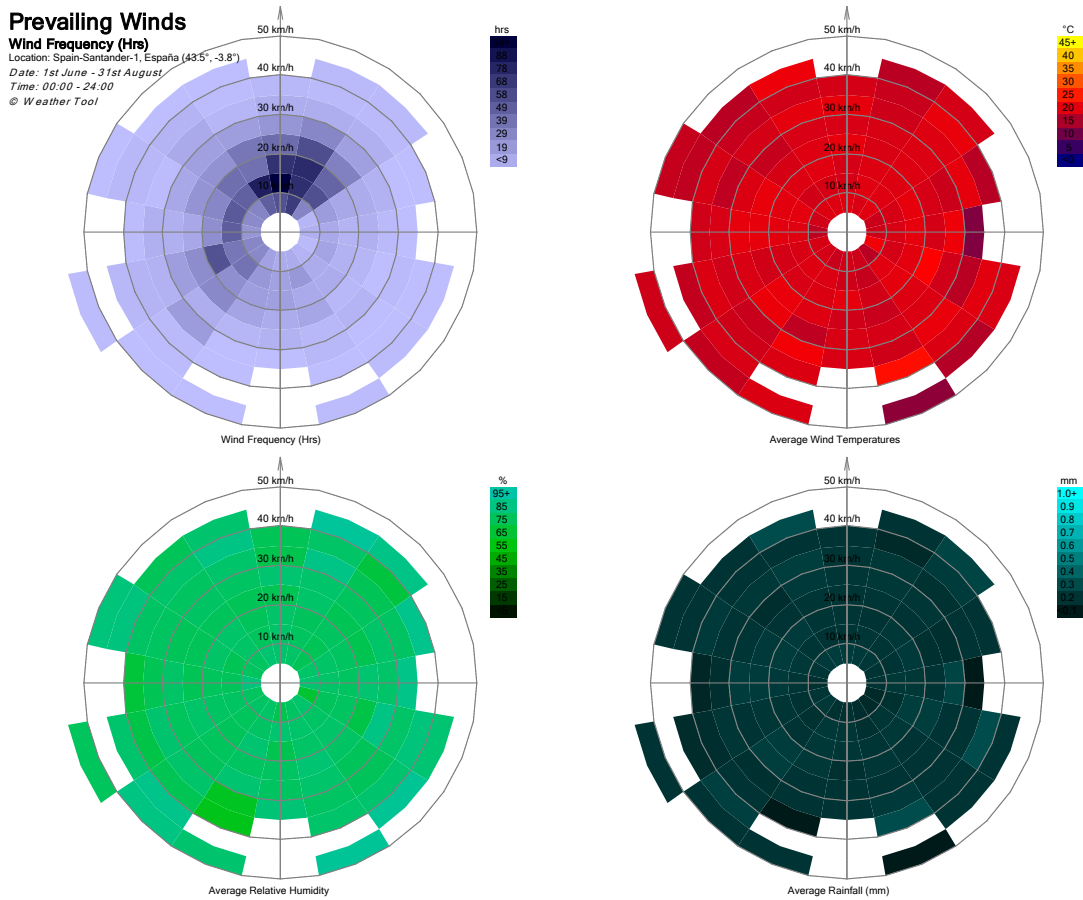 Prevailing Winds
Wind Frequency (Hrs)
Location: Spain-Santander-1, España (43.5°, -3.8°)
Date: 1st June - 31st August
Time: 00:00 - 24:00
© Weather Tool
50 km/h
40 km/h
30 km/h
20 km/h
10 km/h
hrs
88
78
68
58
49
39
29
19
<9
Wind Frequency (Hrs)
50 km/h
40 km/h
30 km/h
20 km/h
10 km/h
°C
45+
40
35
30
25
20
15
10
5
Average Wind Temperatures
50 km/h
40 km/h
30 km/h
20 km/h
10 km/h
%
95+
85
75
65
55
45
35
25
15
Average Relative Humidity
50 km/h
40 km/h
30 km/h
20 km/h
10 km/h
mm
1.0+
0.9
0.8
0.7
0.6
0.5
0.4
0.3
0.2
<0.1
Average Rainfall (mm)